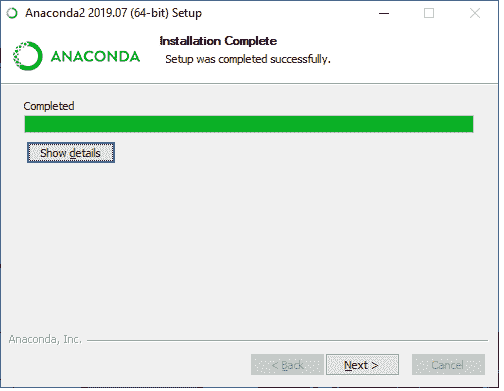 Anaconda2 2019.07 (64-bit) Setup
ANACONDA
Installation Complete
Setup was completed successfully.
Completed
Show details
Anaconda, Inc.
< Back
Next >
Cancel